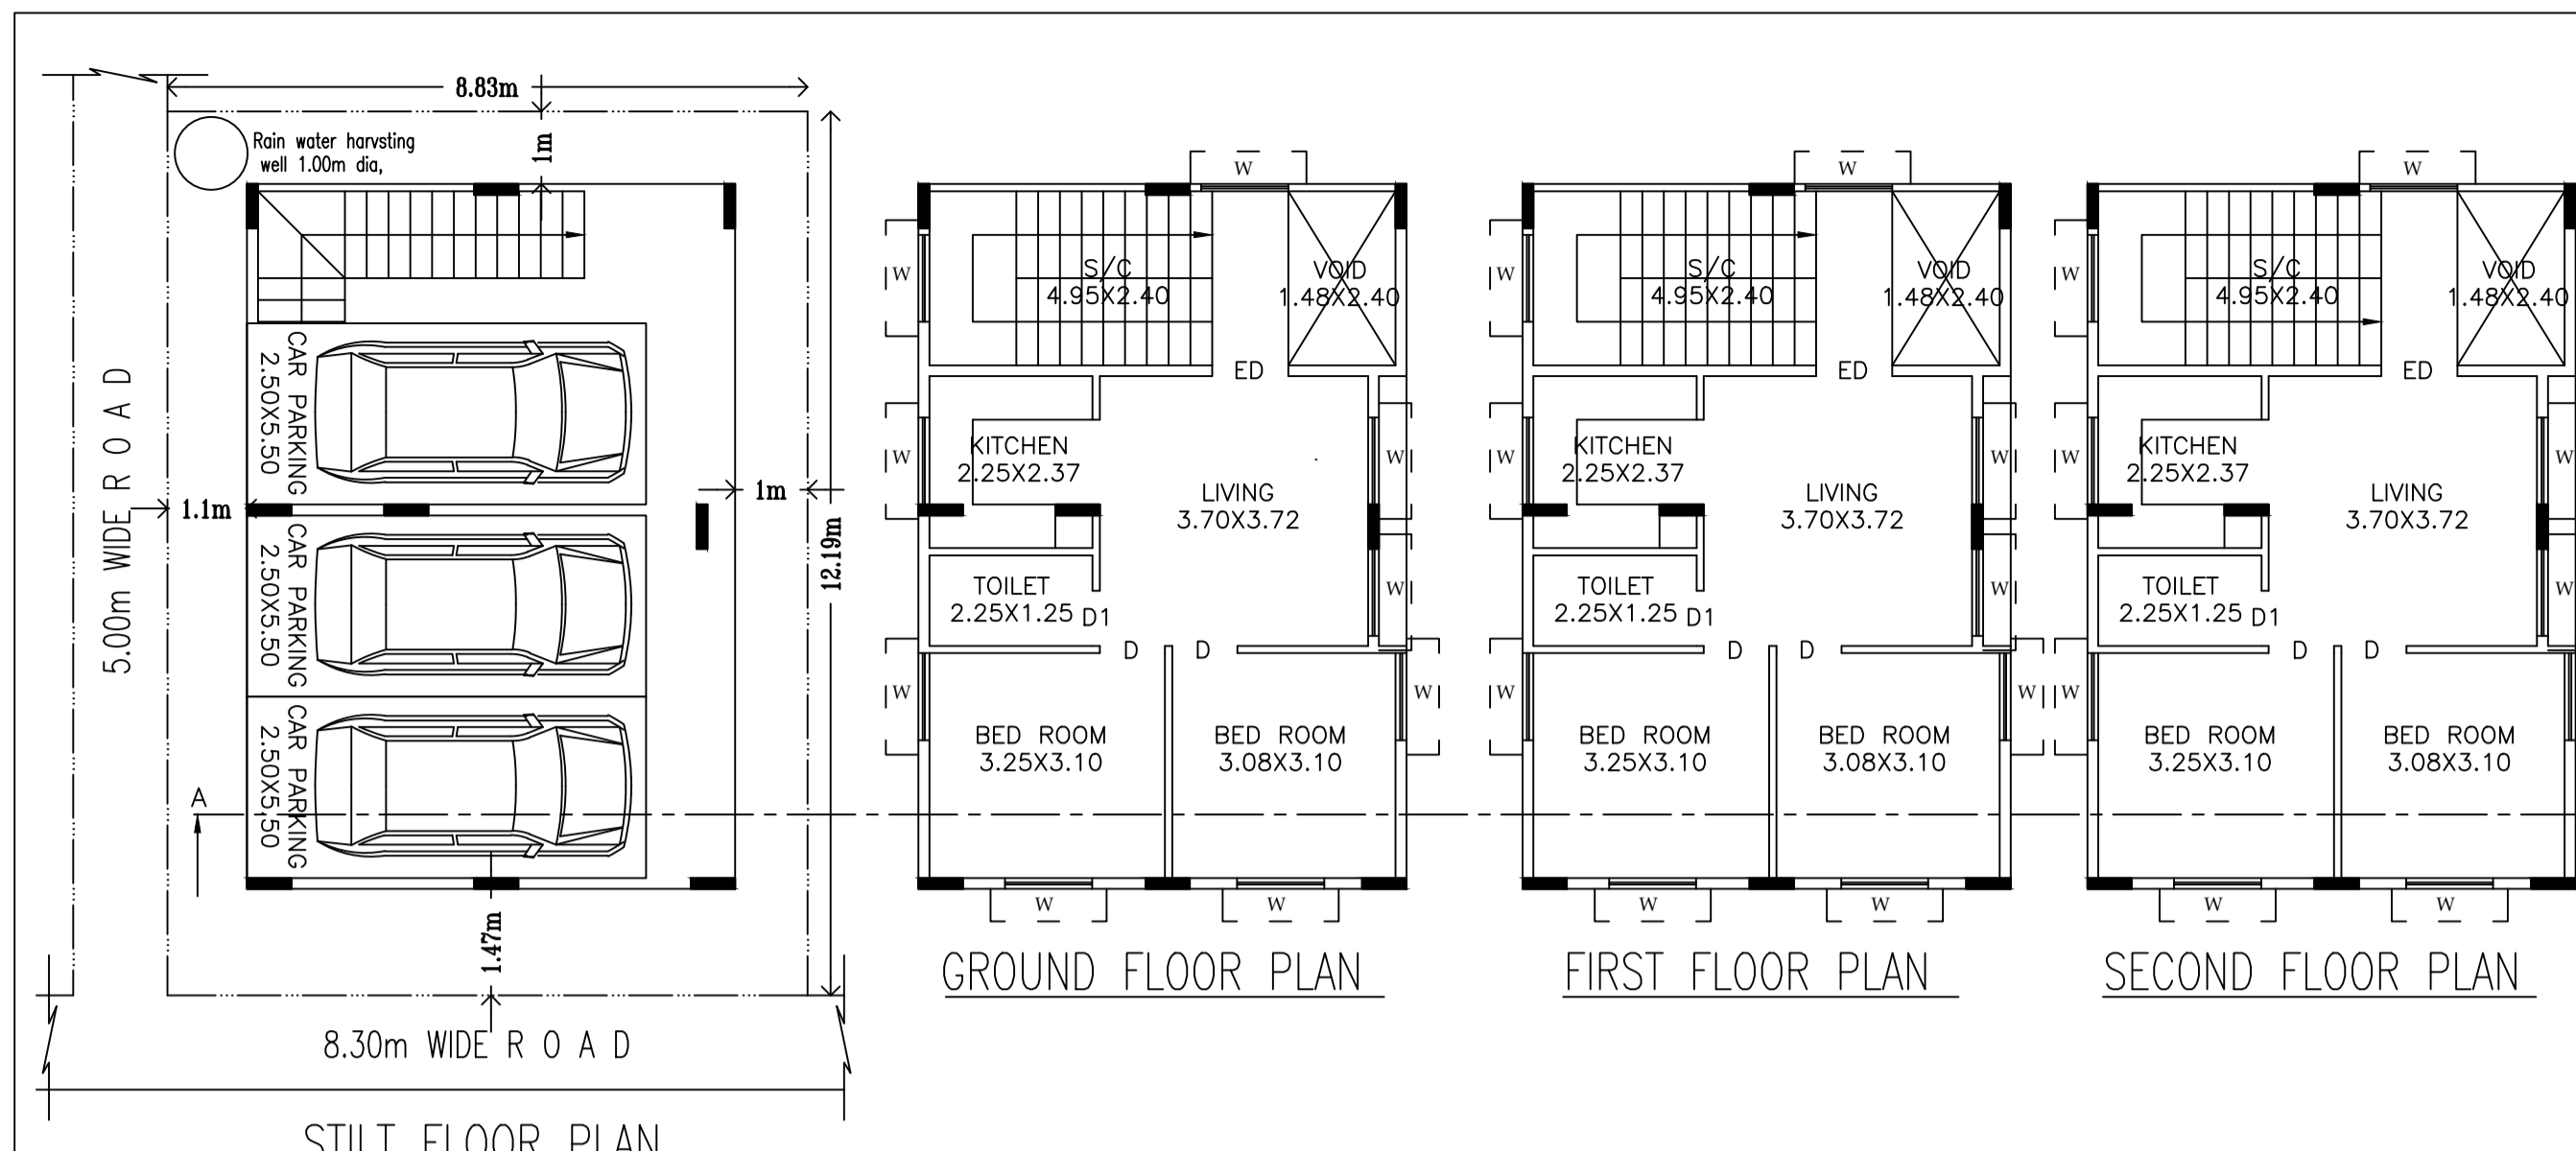 8.83m
Rain water harvsting
well 1.00m dia,
1m
5.00m WIDE R O A D
1.1m
1m
12.19m
CAR PARKING
2.50X5.50
CAR PARKING
2.50X5.50
CAR PARKING
2.50X5.50
A
1.47m
8.30m WIDE R O A D
STILT FLOOR PLAN
W
W
S/C
4.95X2.40
VOID
1.48X2.40
ED
W
KITCHEN
2.25X2.37
W
LIVING
3.70X3.72
TOILET
2.25X1.25
D1
W
D
D
W
BED ROOM
3.25X3.10
BED ROOM
3.08X3.10
W
W
W
GROUND FLOOR PLAN
W
W
S/C
4.95X2.40
VOID
1.48X2.40
ED
W
KITCHEN
2.25X2.37
W
LIVING
3.70X3.72
TOILET
2.25X1.25
D1
W
D
D
W
BED ROOM
3.25X3.10
BED ROOM
3.08X3.10
W
W
W
FIRST FLOOR PLAN
W
W
S/C
4.95X2.40
VOID
1.48X2.40
ED
W
KITCHEN
2.25X2.37
W
LIVING
3.70X3.72
TOILET
2.25X1.25
D1
W
D
D
W
BED ROOM
3.25X3.10
BED ROOM
3.08X3.10
W
W
SECOND FLOOR PLAN